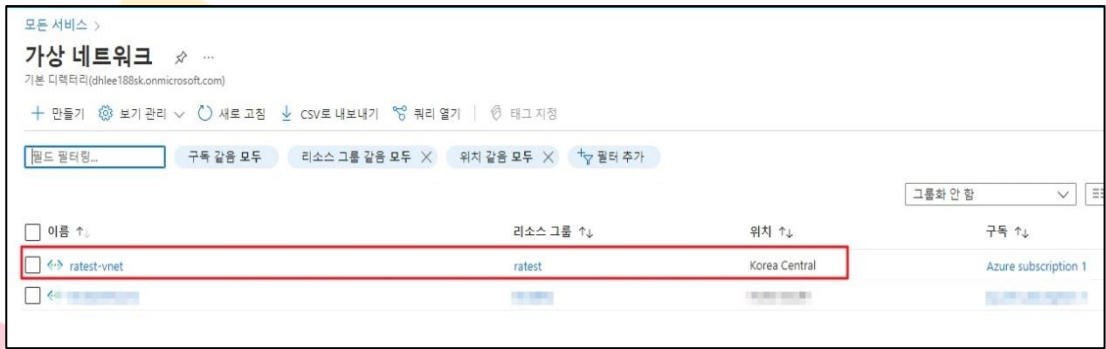 모든 서비스 >
가상 네트워크 ...
기본 디렉터리(dhlee188sk.onmicrosoft.com)
+ 만들기 보기 관리 새로 고침 CSV로 내보내기 쿼리 열기 | 태그 지정
필드 필터링... 구독 같음 모두 리소스 그룹 같음 모두 × 위치 같음 모두 × 필터 추가
그룹화 안 함
이름 ↑↓ 리소스 그룹 ↑↓ 위치 ↑↓ 구독 ↑↓
ratest-vnet ratest Korea Central Azure subscription 1